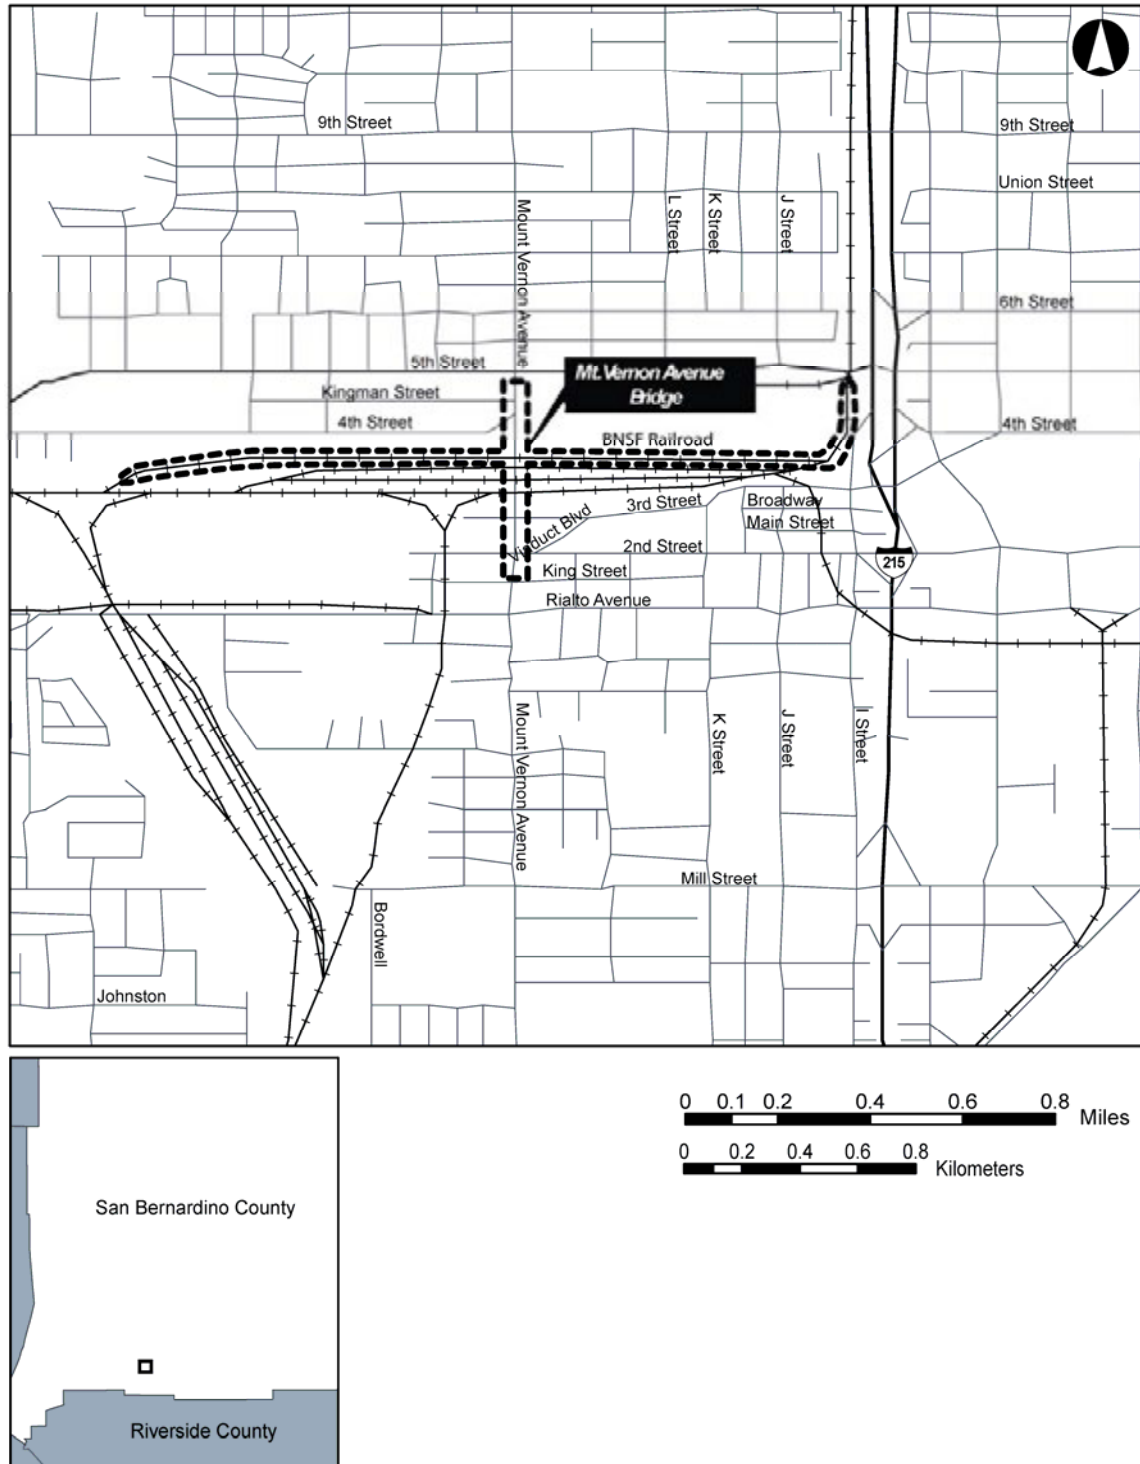 9th Street
9th Street
Union Street
Mount Vernon Avenue
L Street
K Street
J Street
6th Street
5th Street
Mt. Vernon Avenue
Bridge
Kingman Street
4th Street
4th Street
BNSF Railroad
3rd Street
Broadway
Main Street
Viaduct Blvd
2nd Street
215
King Street
Rialto Avenue
Mount Vernon Avenue
K Street
J Street
I Street
Mill Street
Bordwell
Johnston
0 0.1 0.2 0.4 0.6 0.8
Miles
0 0.2 0.4 0.6 0.8
Kilometers
San Bernardino County
Riverside County